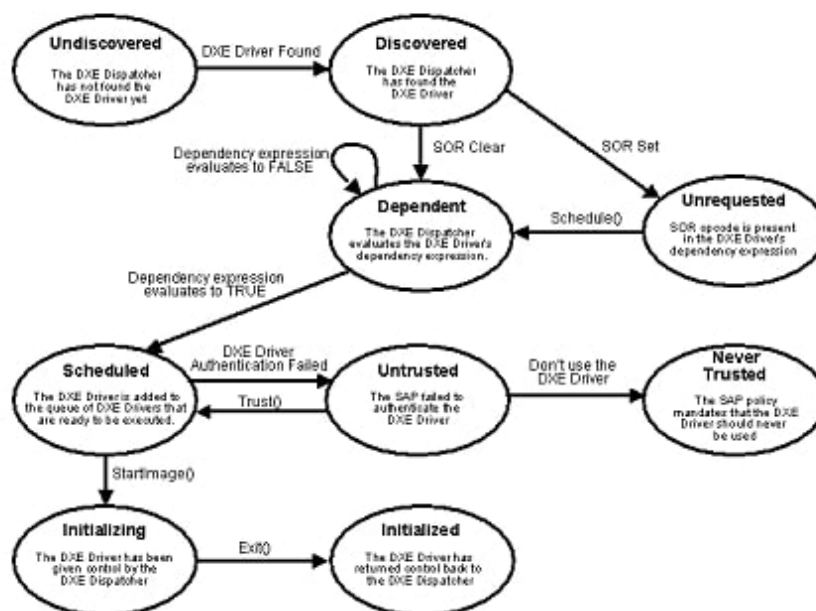 Undiscovered
The DXE Dispatcher
has not found the
DXE Driver yet
DXE Driver Found
Discovered
The DXE Dispatcher
has found the
DXE Driver
SOR Clear
SOR Set
Dependency expression
evaluates to FALSE
Dependent
The DXE Dispatcher
evaluates the DXE Driver's
dependency expression.
Schedule()
Unrequested
SOR opcode is present
in the DXE Driver's
dependency expression
Dependency expression
evaluates to TRUE
Scheduled
The DXE Driver is added to
the queue of DXE Drivers that
are ready to be executed.
DXE Driver
Authentication Failed
Trust()
Untrusted
The SAP failed to
authenticate the
DXE Driver
Don't use the
DXE Driver
Never
Trusted
The SAP policy
mandates that the DXE
Driver should never
be used
StartImage()
Initializing
The DXE Driver has been
given control by the
DXE Dispatcher
Exit()
Initialized
The DXE Driver has
returned control back to
the DXE Dispatcher